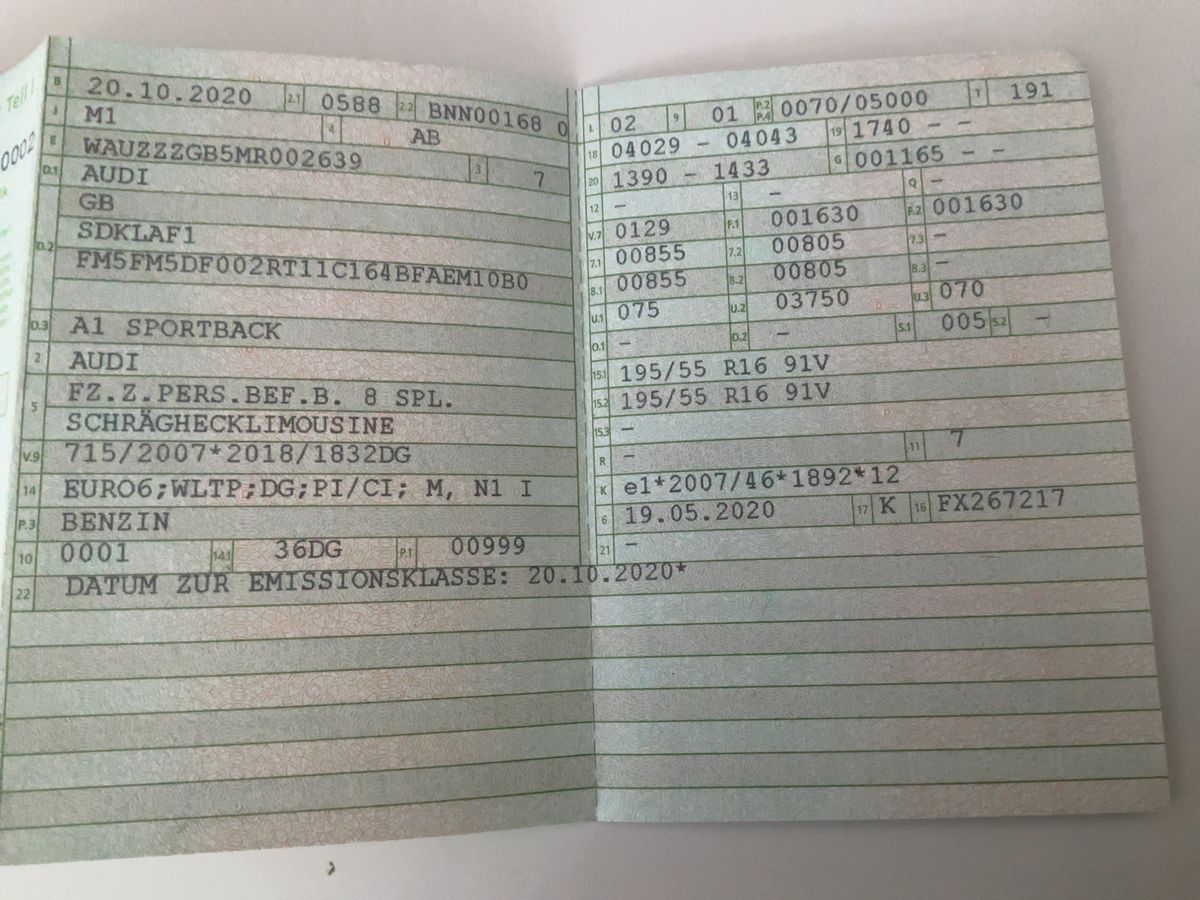 Teil I
0002
B 20.10.2020 2.1 0588 2.2 BNN00168 0
J M1 4 AB
E WAUZZZGB5MR002639 3 7
D.1 AUDI
GB
D.2 SDKLAF1
FM5FM5DF002RT11C164BFAEM10B0
D.3 A1 SPORTBACK
2 AUDI
5 FZ.Z.PERS.BEF.B. 8 SPL.
SCHRÄGHECKLIMOUSINE
V.9 715/2007*2018/1832DG
14 EURO6;WLTP;DG;PI/CI; M, N1 I
P.3 BENZIN
10 0001 14.1 36DG P.1 00999
22 DATUM ZUR EMISSIONSKLASSE: 20.10.2020*
L 02 9 01 P.2 P.4 0070/05000 T 191
18 04029 - 04043 19 1740 - -
20 1390 - 1433 G 001165 - -
12 - 13 - Q -
V.7 0129 F.1 001630 F.2 001630
7.1 00855 7.2 00805 7.3 -
8.1 00855 8.2 00805 8.3 -
U.1 075 U.2 03750 U.3 070
O.1 - O.2 - S.1 005 S.2 -
15.1 195/55 R16 91V
15.2 195/55 R16 91V
15.3 -
R - 11 7
K e1*2007/46*1892*12
6 19.05.2020 17 K 16 FX267217
21 -